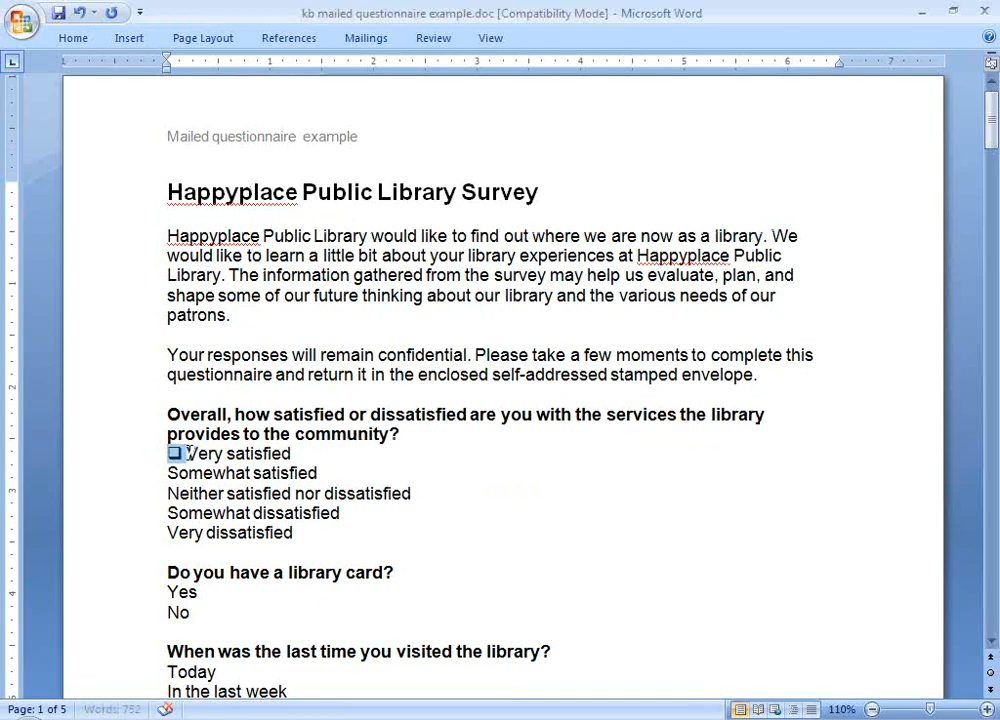 kb mailed questionnaire example.doc [Compatibility Mode] - Microsoft Word
Home Insert Page Layout References Mailings Review View
1 1 2 3 4 5 6 7
Mailed questionnaire example
Happyplace Public Library Survey
Happyplace Public Library would like to find out where we are now as a library. We
would like to learn a little bit about your library experiences at Happyplace Public
Library. The information gathered from the survey may help us evaluate, plan, and
shape some of our future thinking about our library and the various needs of our
patrons.
Your responses will remain confidential. Please take a few moments to complete this
questionnaire and return it in the enclosed self-addressed stamped envelope.
Overall, how satisfied or dissatisfied are you with the services the library
provides to the community?
❑ Very satisfied
Somewhat satisfied
Neither satisfied nor dissatisfied
Somewhat dissatisfied
Very dissatisfied
Do you have a library card?
Yes
No
When was the last time you visited the library?
Today
In the last week
Page: 1 of 5 Words: 752 110%